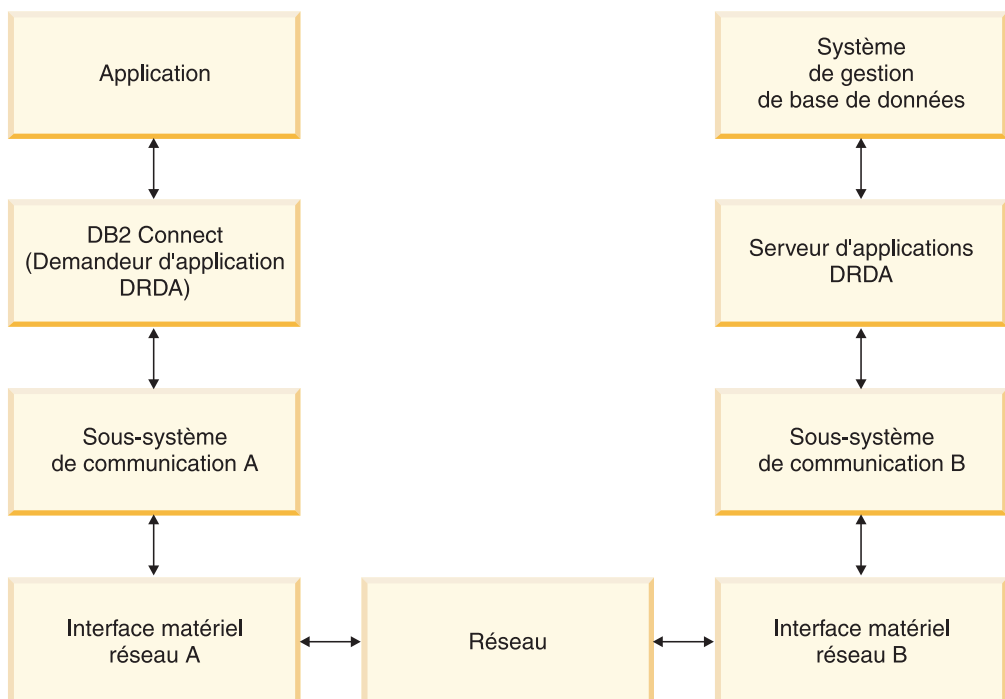 Application
Système
de gestion
de base de données
DB2 Connect
(Demandeur d'application
DRDA)
Serveur d'applications
DRDA
Sous-système
de communication A
Sous-système
de communication B
Interface matériel
réseau A
Réseau
Interface matériel
réseau B